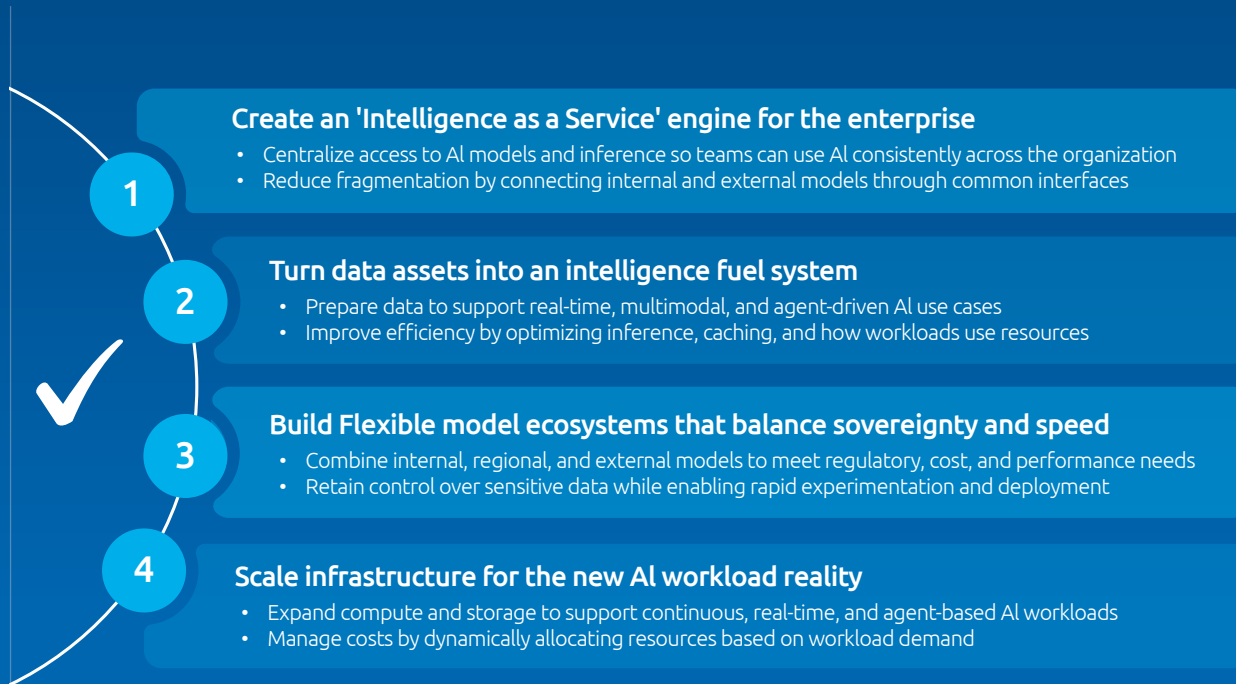 1
Create an 'Intelligence as a Service' engine for the enterprise
• Centralize access to AI models and inference so teams can use AI consistently across the organization
• Reduce fragmentation by connecting internal and external models through common interfaces
2
Turn data assets into an intelligence fuel system
• Prepare data to support real-time, multimodal, and agent-driven AI use cases
• Improve efficiency by optimizing inference, caching, and how workloads use resources
3
Build Flexible model ecosystems that balance sovereignty and speed
• Combine internal, regional, and external models to meet regulatory, cost, and performance needs
• Retain control over sensitive data while enabling rapid experimentation and deployment
4
Scale infrastructure for the new AI workload reality
• Expand compute and storage to support continuous, real-time, and agent-based AI workloads
• Manage costs by dynamically allocating resources based on workload demand